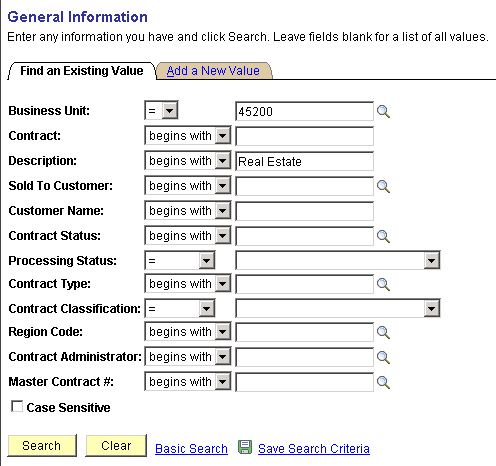 General Information
Enter any information you have and click Search. Leave fields blank for a list of all values.
Find an Existing Value Add a New Value
Business Unit: = 45200
Contract: begins with
Description: begins with Real Estate
Sold To Customer: begins with
Customer Name: begins with
Contract Status: begins with
Processing Status: =
Contract Type: begins with
Contract Classification: =
Region Code: begins with
Contract Administrator: begins with
Master Contract #: begins with
Case Sensitive
Search Clear Basic Search Save Search Criteria